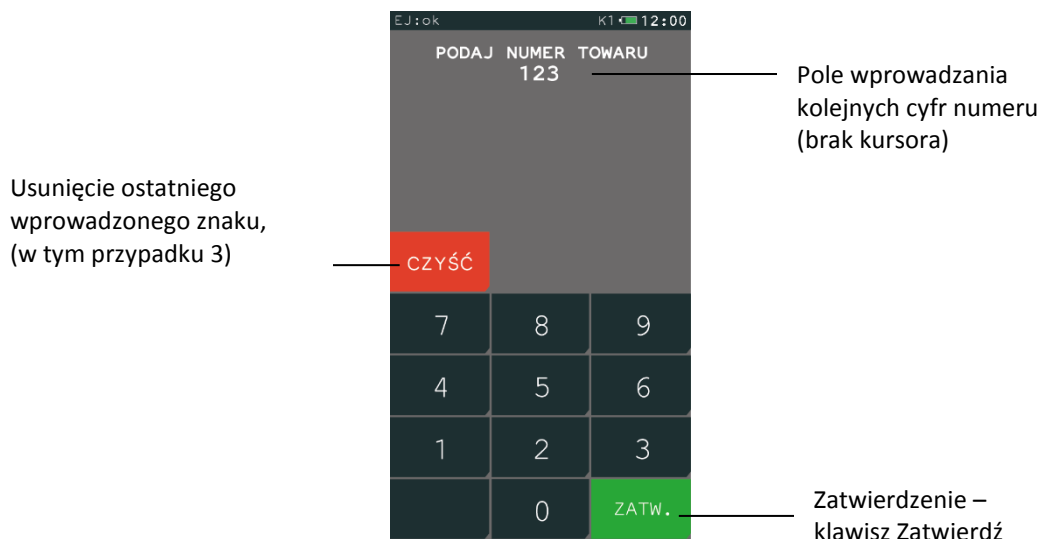 EJ:ok K1 12:00
PODAJ NUMER TOWARU
123
Pole wprowadzania
kolejnych cyfr numeru
(brak kursora)
Usunięcie ostatniego
wprowadzonego znaku,
(w tym przypadku 3)
CZYŚĆ
7 8 9
4 5 6
1 2 3
0 ZATW.
Zatwierdzenie –
klawisz Zatwierdź